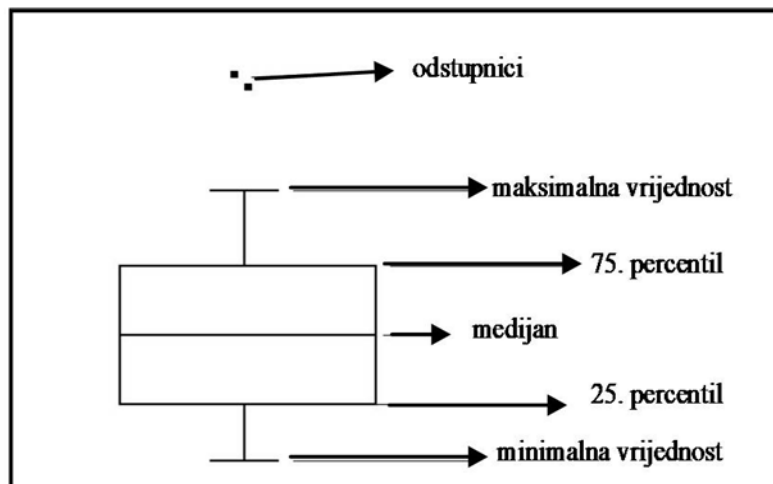 odstupnici
maksimalna vrijednost
75. percentil
medijan
25. percentil
minimalna vrijednost